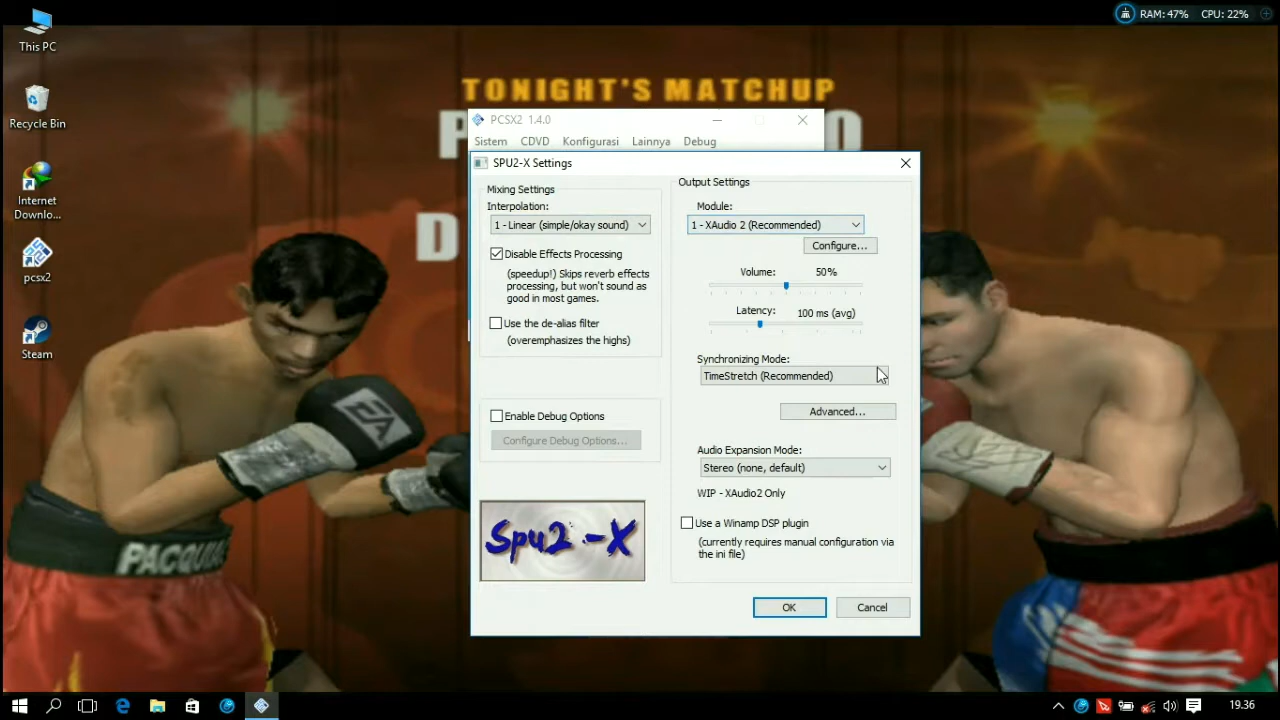 RAM: 47% CPU: 22%
This PC
Recycle Bin
Internet
Downlo...
pcsx2
Steam
TONIGHT'S MATCHUP
PCSX2 1.4.0
Sistem CDVD Konfigurasi Lainnya Debug
SPU2-X Settings
Mixing Settings
Interpolation:
1 - Linear (simple/okay sound)
Disable Effects Processing
(speedup!) Skips reverb effects
processing, but won't sound as
good in most games.
Use the de-alias filter
(overemphasizes the highs)
Enable Debug Options
Configure Debug Options...
Spu2-X
Output Settings
Module:
1 - XAudio 2 (Recommended)
Configure...
Volume: 50%
Latency: 100 ms (avg)
Synchronizing Mode:
TimeStretch (Recommended)
Advanced...
Audio Expansion Mode:
Stereo (none, default)
WIP - XAudio2 Only
Use a Winamp DSP plugin
(currently requires manual configuration via
the ini file)
OK Cancel
EA
19.36